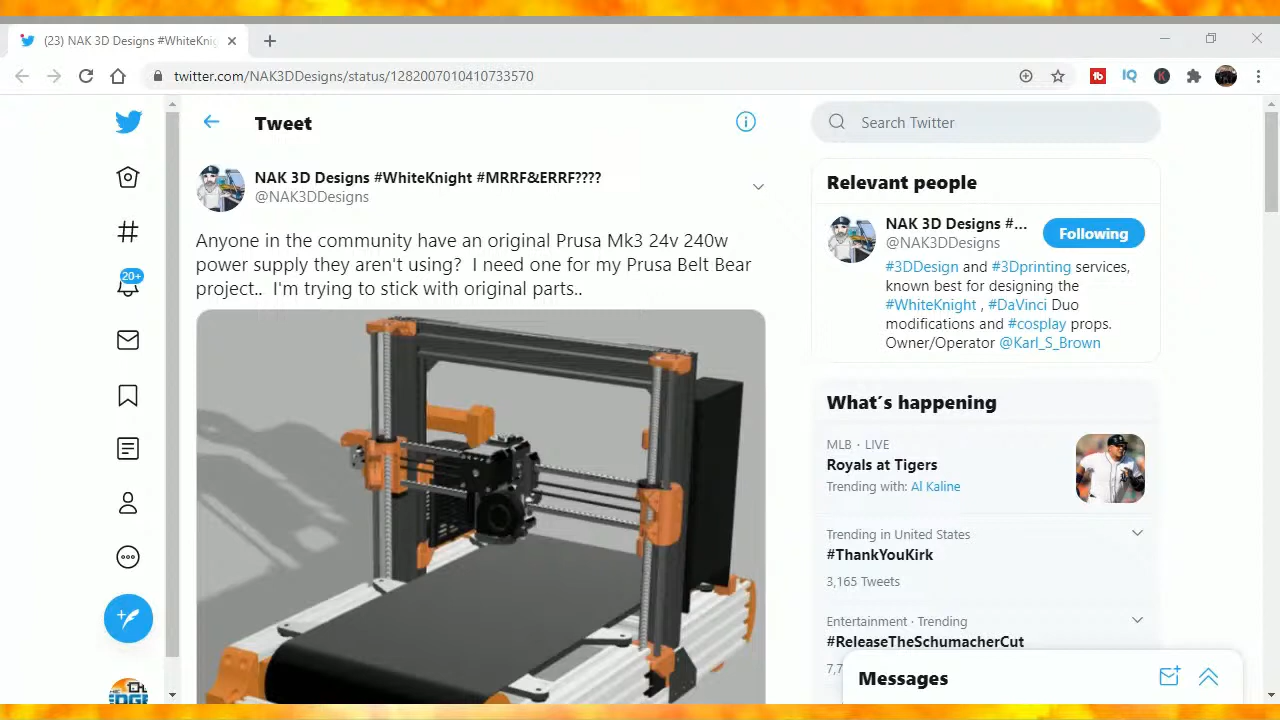 (23) NAK 3D Designs #WhiteKnig
twitter.com/NAK3DDesigns/status/1282007010410733570
Tweet
NAK 3D Designs #WhiteKnight #MRRF&ERRF????
@NAK3DDesigns
Anyone in the community have an original Prusa Mk3 24v 240w
power supply they aren't using?  I need one for my Prusa Belt Bear
project..  I'm trying to stick with original parts..
20+
Search Twitter
Relevant people
NAK 3D Designs #...
@NAK3DDesigns
Following
#3DDesign and #3Dprinting services,
known best for designing the
#WhiteKnight , #DaVinci Duo
modifications and #cosplay props.
Owner/Operator @Karl_S_Brown
What's happening
MLB · LIVE
Royals at Tigers
Trending with: Al Kaline
Trending in United States
#ThankYouKirk
3,165 Tweets
Entertainment · Trending
#ReleaseTheSchumacherCut
7,7
Messages